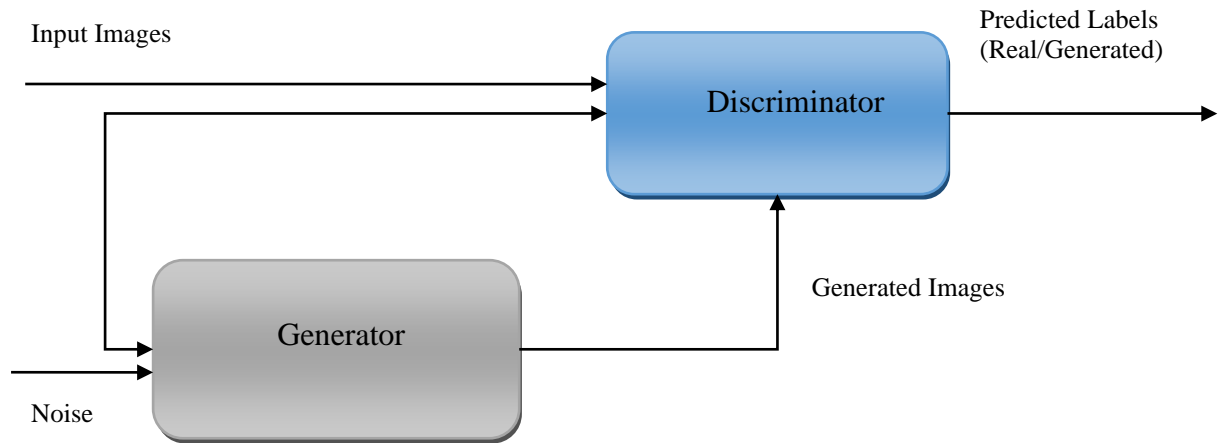 Input Images
Predicted Labels
(Real/Generated)
Discriminator
Generated Images
Generator
Noise